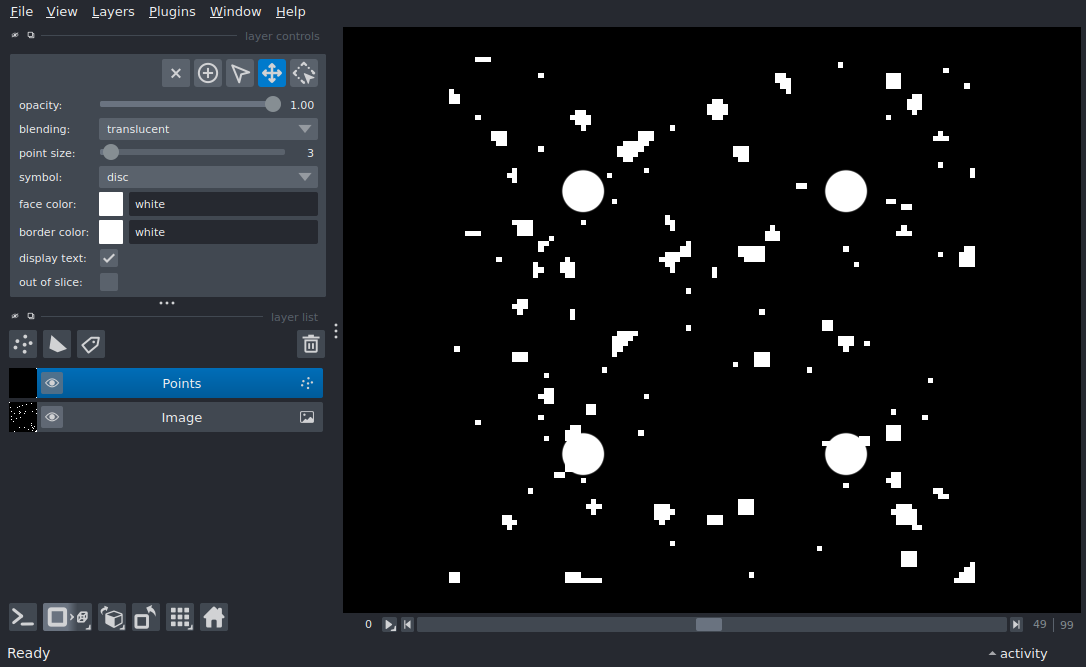 File View Layers Plugins Window Help
layer controls
opacity: 1.00
blending: translucent
point size: 3
symbol: disc
face color: white
border color: white
display text:
out of slice:
layer list
Points
Image
0 49 99
Ready activity